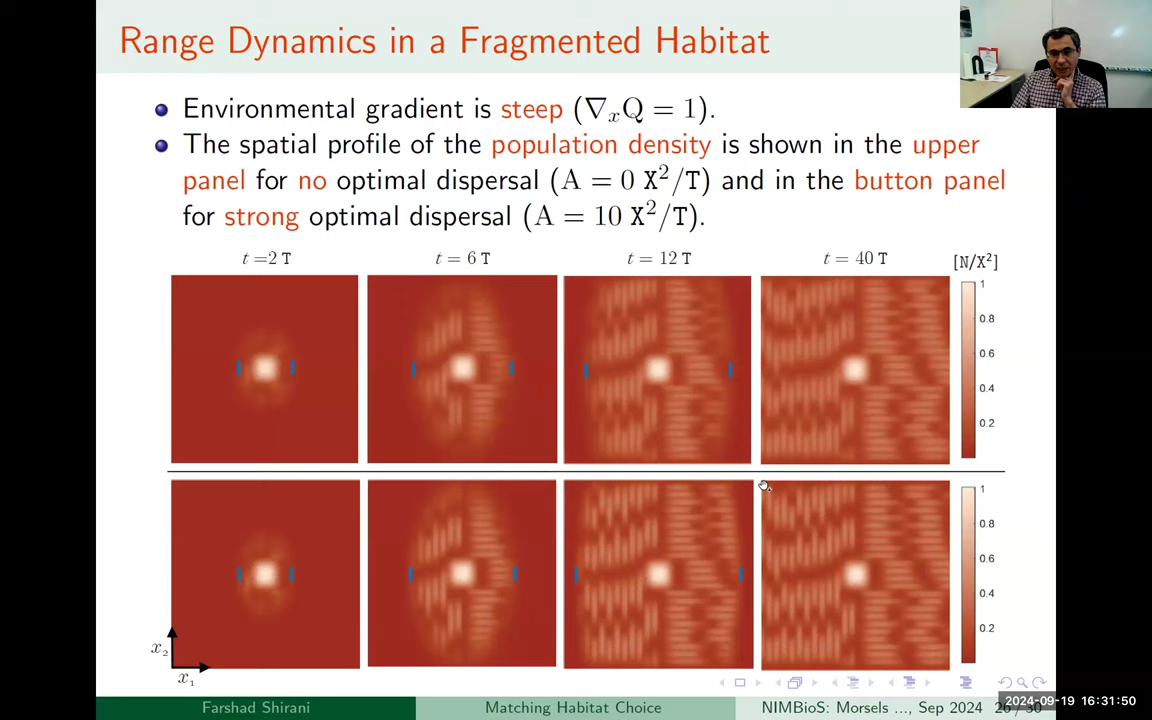 Range Dynamics in a Fragmented Habitat
Environmental gradient is steep (∇ₓQ = 1).
The spatial profile of the population density is shown in the upper
panel for no optimal dispersal (A = 0 X²/T) and in the button panel
for strong optimal dispersal (A = 10 X²/T).
t =2 T t = 6 T t = 12 T t = 40 T [N/X²]
1
0.8
0.6
0.4
0.2
1
0.8
0.6
0.4
0.2
x₂
x₁
Farshad Shirani Matching Habitat Choice NIMBioS: Morsels ..., Sep 2024
2024-09-19 16:31:50